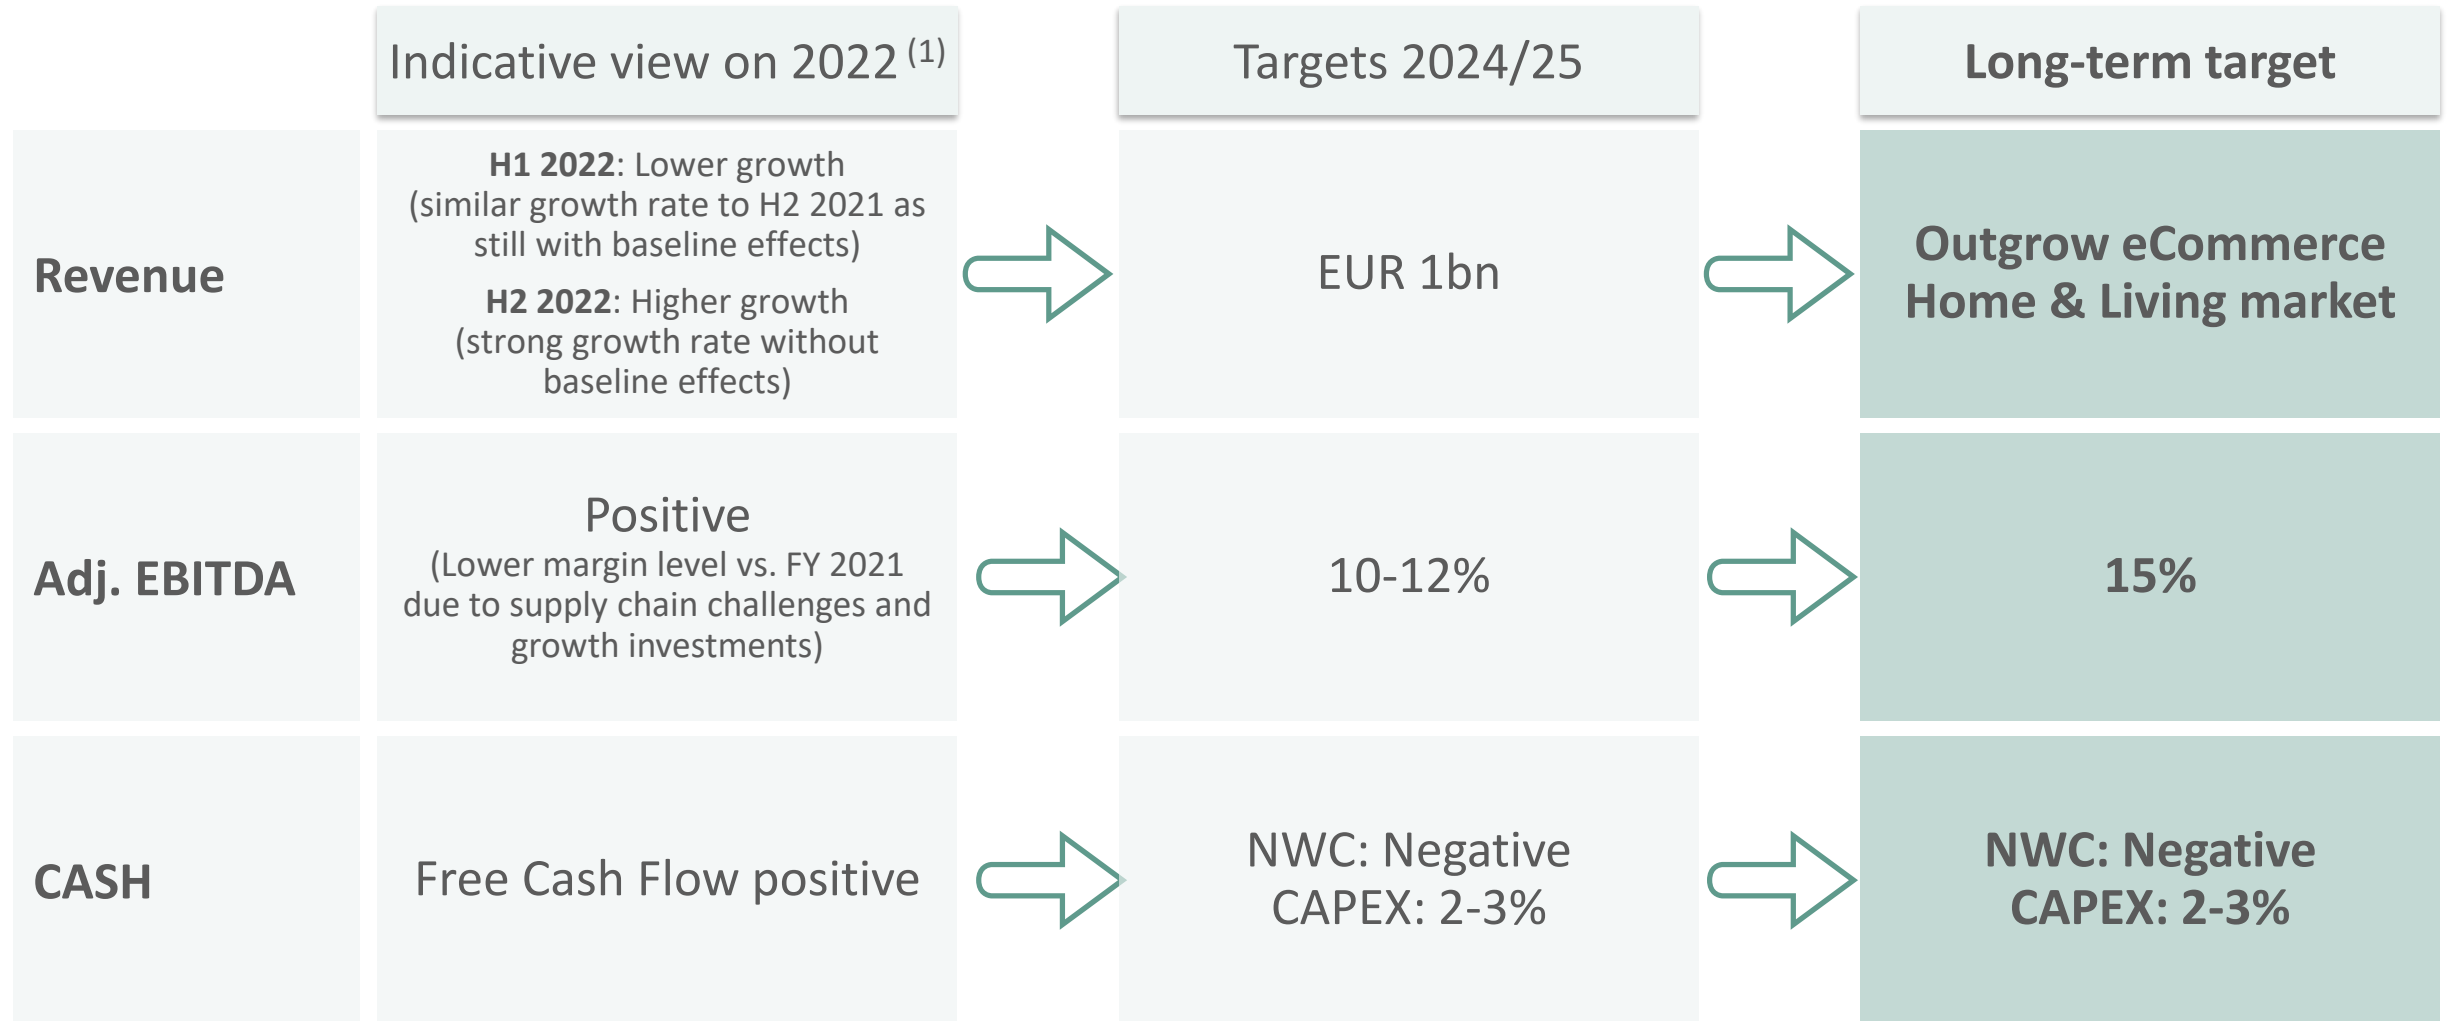 Indicative view on 2022 (1)
Targets 2024/25
Long-term target
Revenue
H1 2022: Lower growth
(similar growth rate to H2 2021 as
still with baseline effects)
H2 2022: Higher growth
(strong growth rate without
baseline effects)
EUR 1bn
Outgrow eCommerce
Home & Living market
Adj. EBITDA
Positive
(Lower margin level vs. FY 2021
due to supply chain challenges and
growth investments)
10-12%
15%
CASH
Free Cash Flow positive
NWC: Negative
CAPEX: 2-3%
NWC: Negative
CAPEX: 2-3%